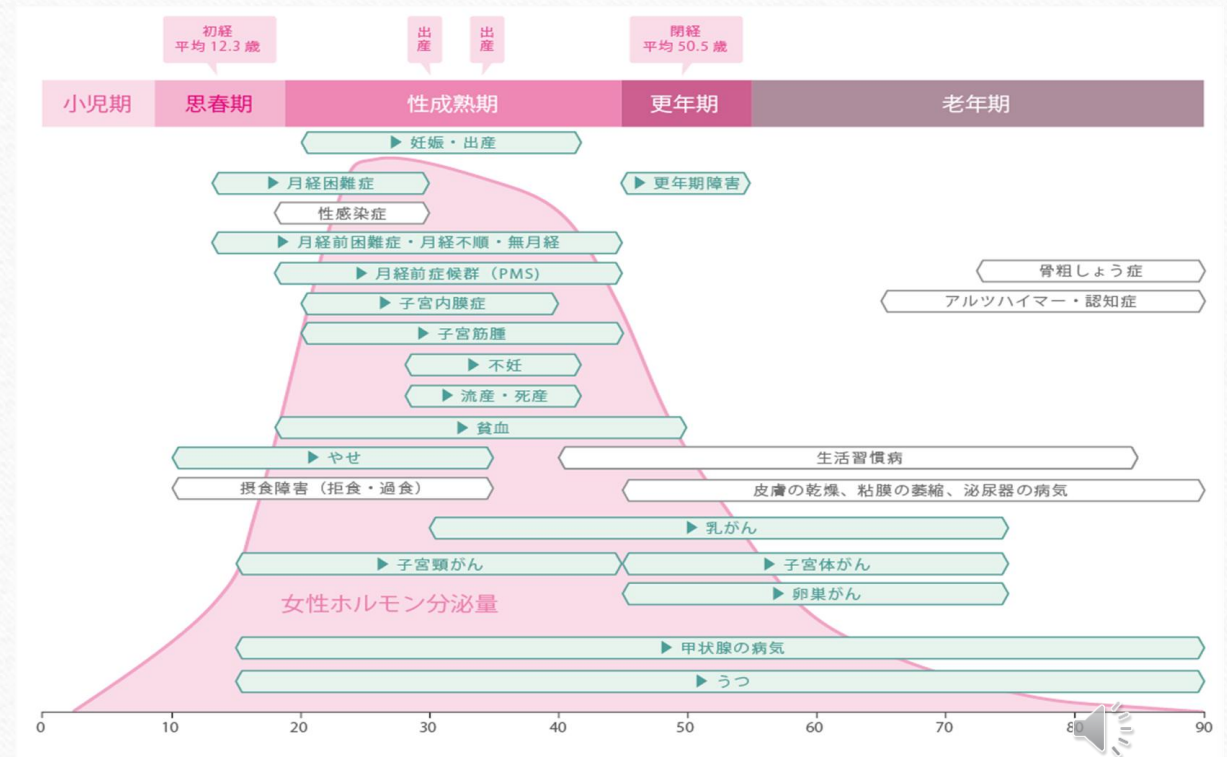 初経
平均 12.3 歳
出産
出産
閉経
平均 50.5 歳
小児期
思春期
性成熟期
更年期
老年期
▶ 妊娠・出産
▶ 月経困難症
▶ 更年期障害
性感染症
▶ 月経前困難症・月経不順・無月経
▶ 月経前症候群（PMS）
骨粗しょう症
▶ 子宮内膜症
アルツハイマー・認知症
▶ 子宮筋腫
▶ 不妊
▶ 流産・死産
▶ 貧血
▶ やせ
生活習慣病
摂食障害（拒食・過食）
皮膚の乾燥、粘膜の萎縮、泌尿器の病気
▶ 乳がん
▶ 子宮頸がん
▶ 子宮体がん
▶ 卵巣がん
女性ホルモン分泌量
▶ 甲状腺の病気
▶ うつ
0 10 20 30 40 50 60 70 80 90